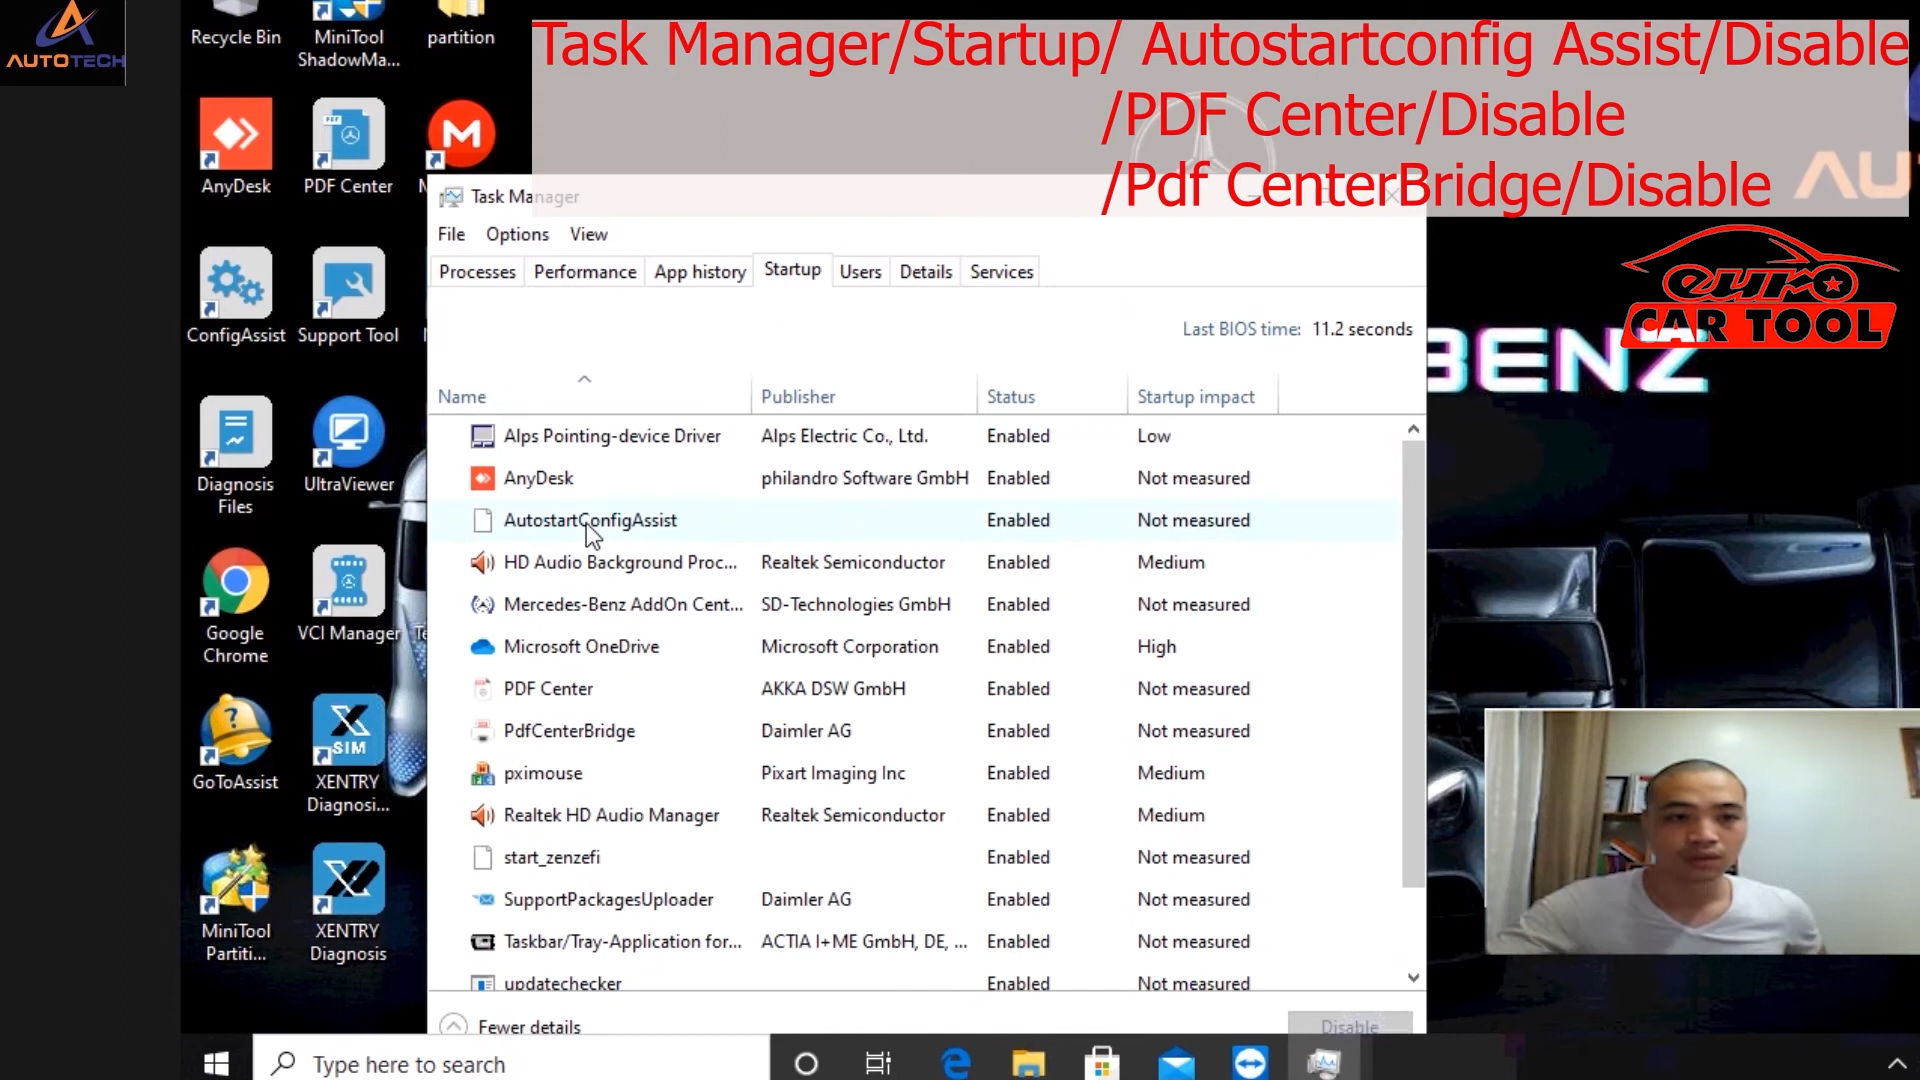 AUTOTECH
Task Manager/Startup/ Autostartconfig Assist/Disable
/PDF Center/Disable
/Pdf CenterBridge/Disable
AU
euro
CAR TOOL
BENZ
Recycle Bin
MiniTool
ShadowMa...
partition
AnyDesk
PDF Center
ConfigAssist
Support Tool
Diagnosis
Files
UltraViewer
Google
Chrome
VCI Manager
GoToAssist
SIM
XENTRY
Diagnosi...
MiniTool
Partiti...
XENTRY
Diagnosis
Task Manager
File Options View
Processes Performance App history Startup Users Details Services
Last BIOS time: 11.2 seconds
Name Publisher Status Startup impact
Alps Pointing-device Driver Alps Electric Co., Ltd. Enabled Low
AnyDesk philandro Software GmbH Enabled Not measured
AutostartConfigAssist Enabled Not measured
HD Audio Background Proc... Realtek Semiconductor Enabled Medium
Mercedes-Benz AddOn Cent... SD-Technologies GmbH Enabled Not measured
Microsoft OneDrive Microsoft Corporation Enabled High
PDF Center AKKA DSW GmbH Enabled Not measured
PdfCenterBridge Daimler AG Enabled Not measured
pximouse Pixart Imaging Inc Enabled Medium
Realtek HD Audio Manager Realtek Semiconductor Enabled Medium
start_zenzefi Enabled Not measured
SupportPackagesUploader Daimler AG Enabled Not measured
Taskbar/Tray-Application for... ACTIA I+ME GmbH, DE, ... Enabled Not measured
updatechecker Enabled Not measured
Fewer details
Disable
Type here to search